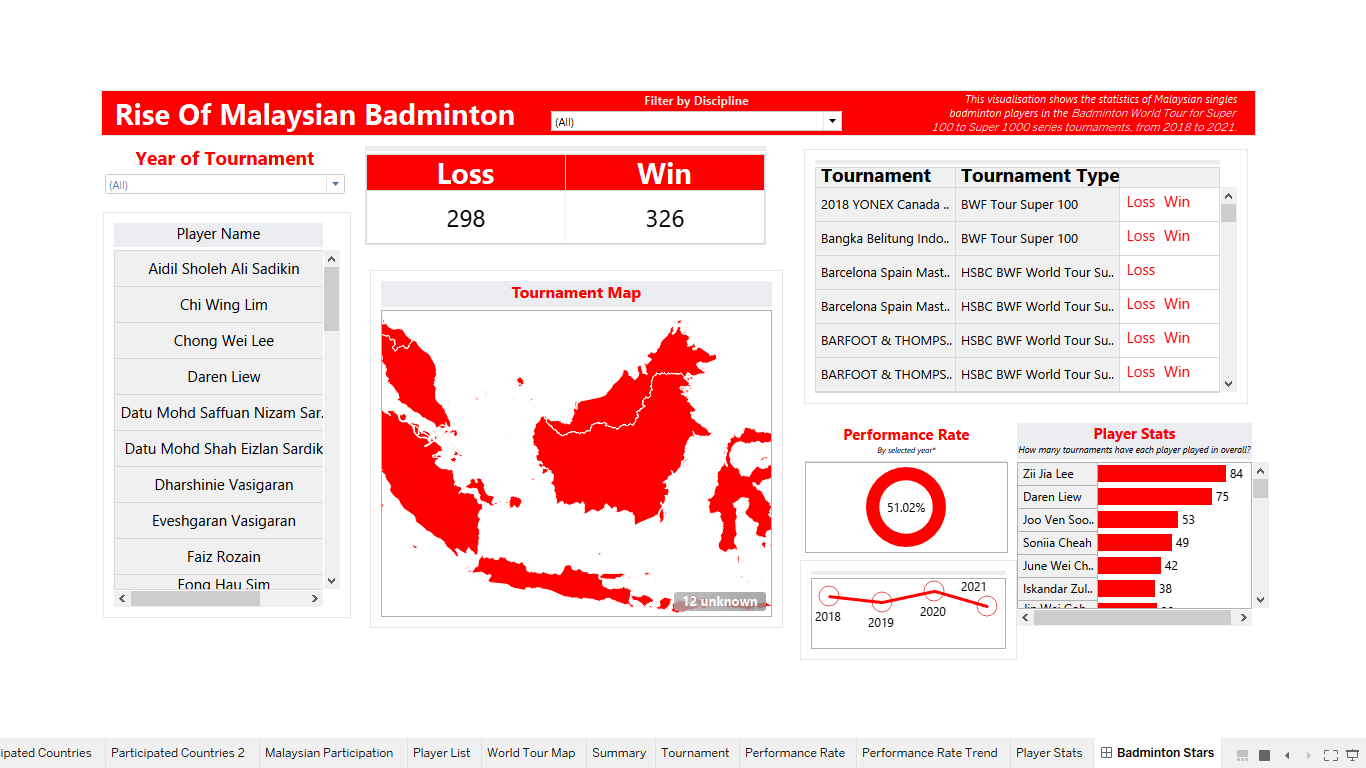 Rise Of Malaysian Badminton
Filter by Discipline
(All)
This visualisation shows the statistics of Malaysian singles
badminton players in the Badminton World Tour for Super
100 to Super 1000 series tournaments, from 2018 to 2021.
Year of Tournament
(All)
Player Name
Aidil Sholeh Ali Sadikin
Chi Wing Lim
Chong Wei Lee
Daren Liew
Datu Mohd Saffuan Nizam Sar.
Datu Mohd Shah Eizlan Sardik
Dharshinie Vasigaran
Eveshgaran Vasigaran
Faiz Rozain
Fong Hau Sim
Loss Win
298 326
Tournament Map
12 unknown
Tournament Tournament Type
2018 YONEX Canada .. BWF Tour Super 100 Loss Win
Bangka Belitung Indo.. BWF Tour Super 100 Loss Win
Barcelona Spain Mast.. HSBC BWF World Tour Su.. Loss
Barcelona Spain Mast.. HSBC BWF World Tour Su.. Loss Win
BARFOOT & THOMPS.. HSBC BWF World Tour Su.. Loss Win
BARFOOT & THOMPS.. HSBC BWF World Tour Su.. Loss Win
Performance Rate
By selected year*
51.02%
2018
2019
2020
2021
Player Stats
How many tournaments have each player played in overall?
Zii Jia Lee 84
Daren Liew 75
Joo Ven Soo.. 53
Soniia Cheah 49
June Wei Ch.. 42
Iskandar Zul.. 38
ipated Countries Participated Countries 2 Malaysian Participation Player List World Tour Map Summary Tournament Performance Rate Performance Rate Trend Player Stats Badminton Stars